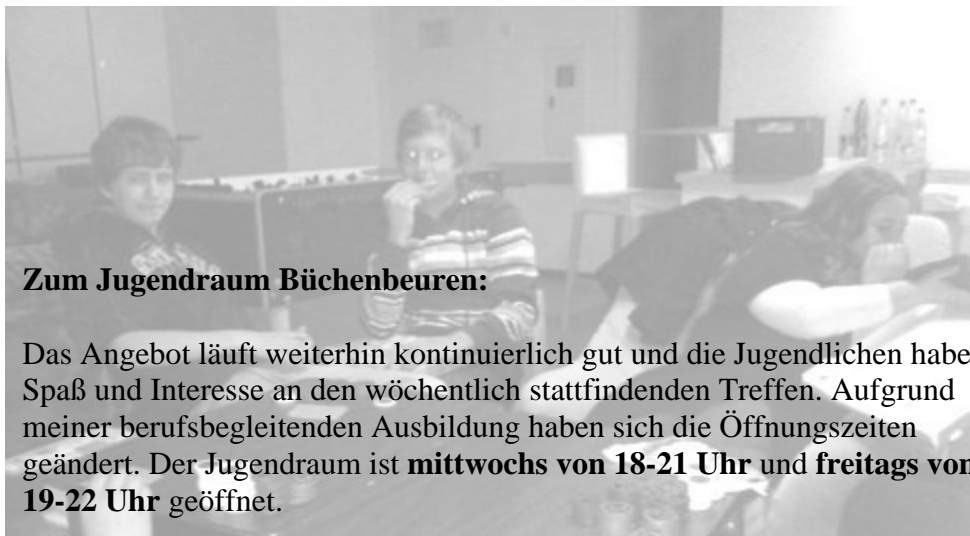 Zum Jugendraum Büchenbeuren:
Das Angebot läuft weiterhin kontinuierlich gut und die Jugendlichen habe
Spaß und Interesse an den wöchentlich stattfindenden Treffen. Aufgrund
meiner berufsbegleitenden Ausbildung haben sich die Öffnungszeiten
geändert. Der Jugendraum ist mittwochs von 18-21 Uhr und freitags von
19-22 Uhr geöffnet.